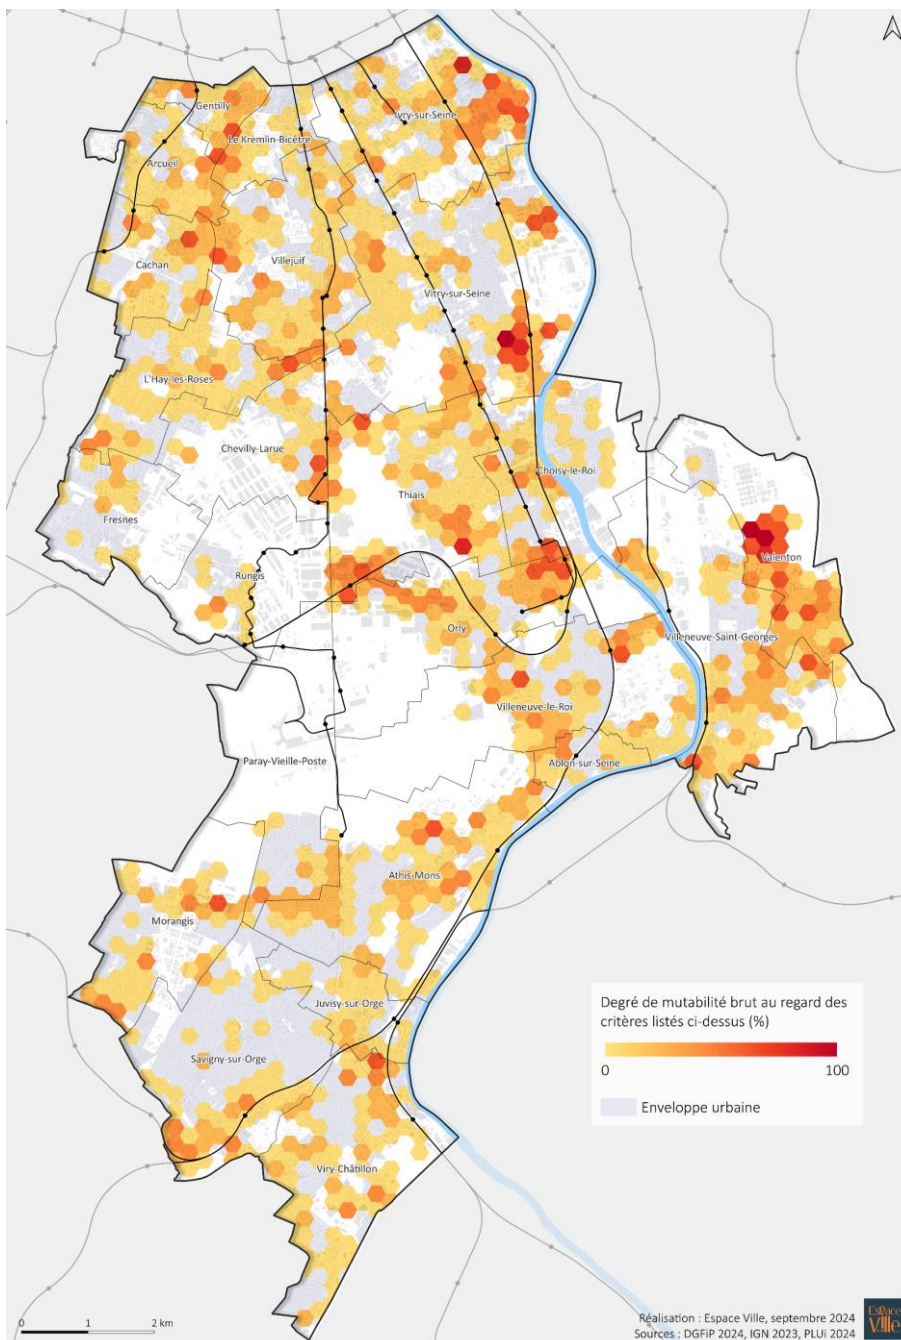 Gentilly
Le Kremlin-Bicêtre
Ivry-sur-Seine
Arcueil
Cachan
Villejuif
Vitry-sur-Seine
L'Hay-les-Roses
Chevilly-Larue
Choisy-le-Roi
Thiais
Fresnes
Valenton
Rungis
Orly
Villeneuve-Saint-Georges
Villeneuve-le-Roi
Paray-Vieille-Poste
Ablon-sur-Seine
Athis-Mons
Morangis
Juvisy-sur-Orge
Savigny-sur-Orge
Viry-Châtillon
Degré de mutabilité brut au regard des
critères listés ci-dessus (%)
0 100
Enveloppe urbaine
0 1 2 km
Réalisation : Espace Ville, septembre 2024
Sources : DGFiP 2024, IGN 2023, PLUi 2024
Espace
Ville